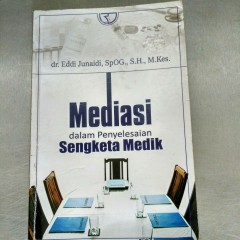 dr. Eddi Junaidi, SpOG., S.H., M.Kes.
Mediasi
dalam Penyelesaian
Sengketa Medik